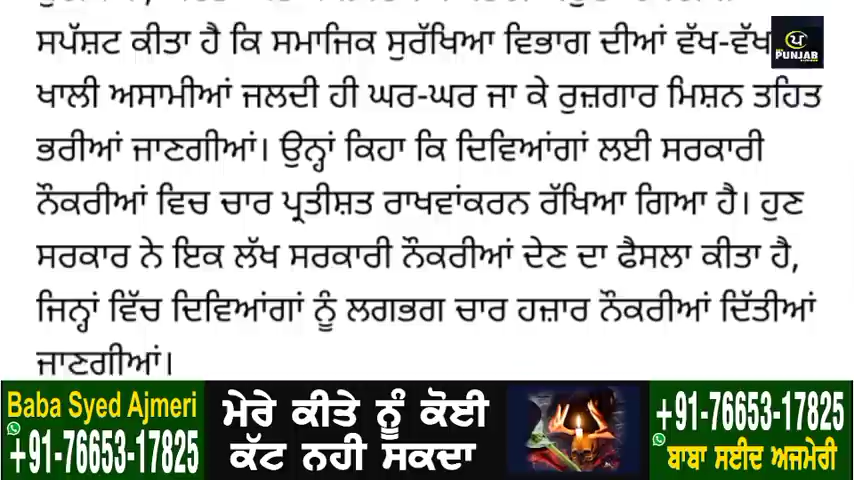 ਸਪੱਸ਼ਟ ਕੀਤਾ ਹੈ ਕਿ ਸਮਾਜਿਕ ਸੁਰੱਖਿਆ ਵਿਭਾਗ ਦੀਆਂ ਵੱਖ-ਵੱਖ
ਖਾਲੀ ਅਸਾਮੀਆਂ ਜਲਦੀ ਹੀ ਘਰ-ਘਰ ਜਾ ਕੇ ਰੁਜ਼ਗਾਰ ਮਿਸ਼ਨ ਤਹਿਤ
ਭਰੀਆਂ ਜਾਣਗੀਆਂ। ਉਨ੍ਹਾਂ ਕਿਹਾ ਕਿ ਦਿਵਿਆਂਗਾਂ ਲਈ ਸਰਕਾਰੀ
ਨੌਕਰੀਆਂ ਵਿਚ ਚਾਰ ਪ੍ਰਤੀਸ਼ਤ ਰਾਖਵਾਂਕਰਨ ਰੱਖਿਆ ਗਿਆ ਹੈ। ਹੁਣ
ਸਰਕਾਰ ਨੇ ਇਕ ਲੱਖ ਸਰਕਾਰੀ ਨੌਕਰੀਆਂ ਦੇਣ ਦਾ ਫੈਸਲਾ ਕੀਤਾ ਹੈ,
ਜਿਨ੍ਹਾਂ ਵਿੱਚ ਦਿਵਿਆਂਗਾਂ ਨੂੰ ਲਗਭਗ ਚਾਰ ਹਜ਼ਾਰ ਨੌਕਰੀਆਂ ਦਿੱਤੀਆਂ
ਜਾਣਗੀਆਂ।
ਪ
PUNJAB
Baba Syed Ajmeri
+91-76653-17825
ਮੇਰੇ ਕੀਤੇ ਨੂੰ ਕੋਈ
ਕੱਟ ਨਹੀ ਸਕਦਾ
+91-76653-17825
ਬਾਬਾ ਸਈਦ ਅਜਮੇਰੀ